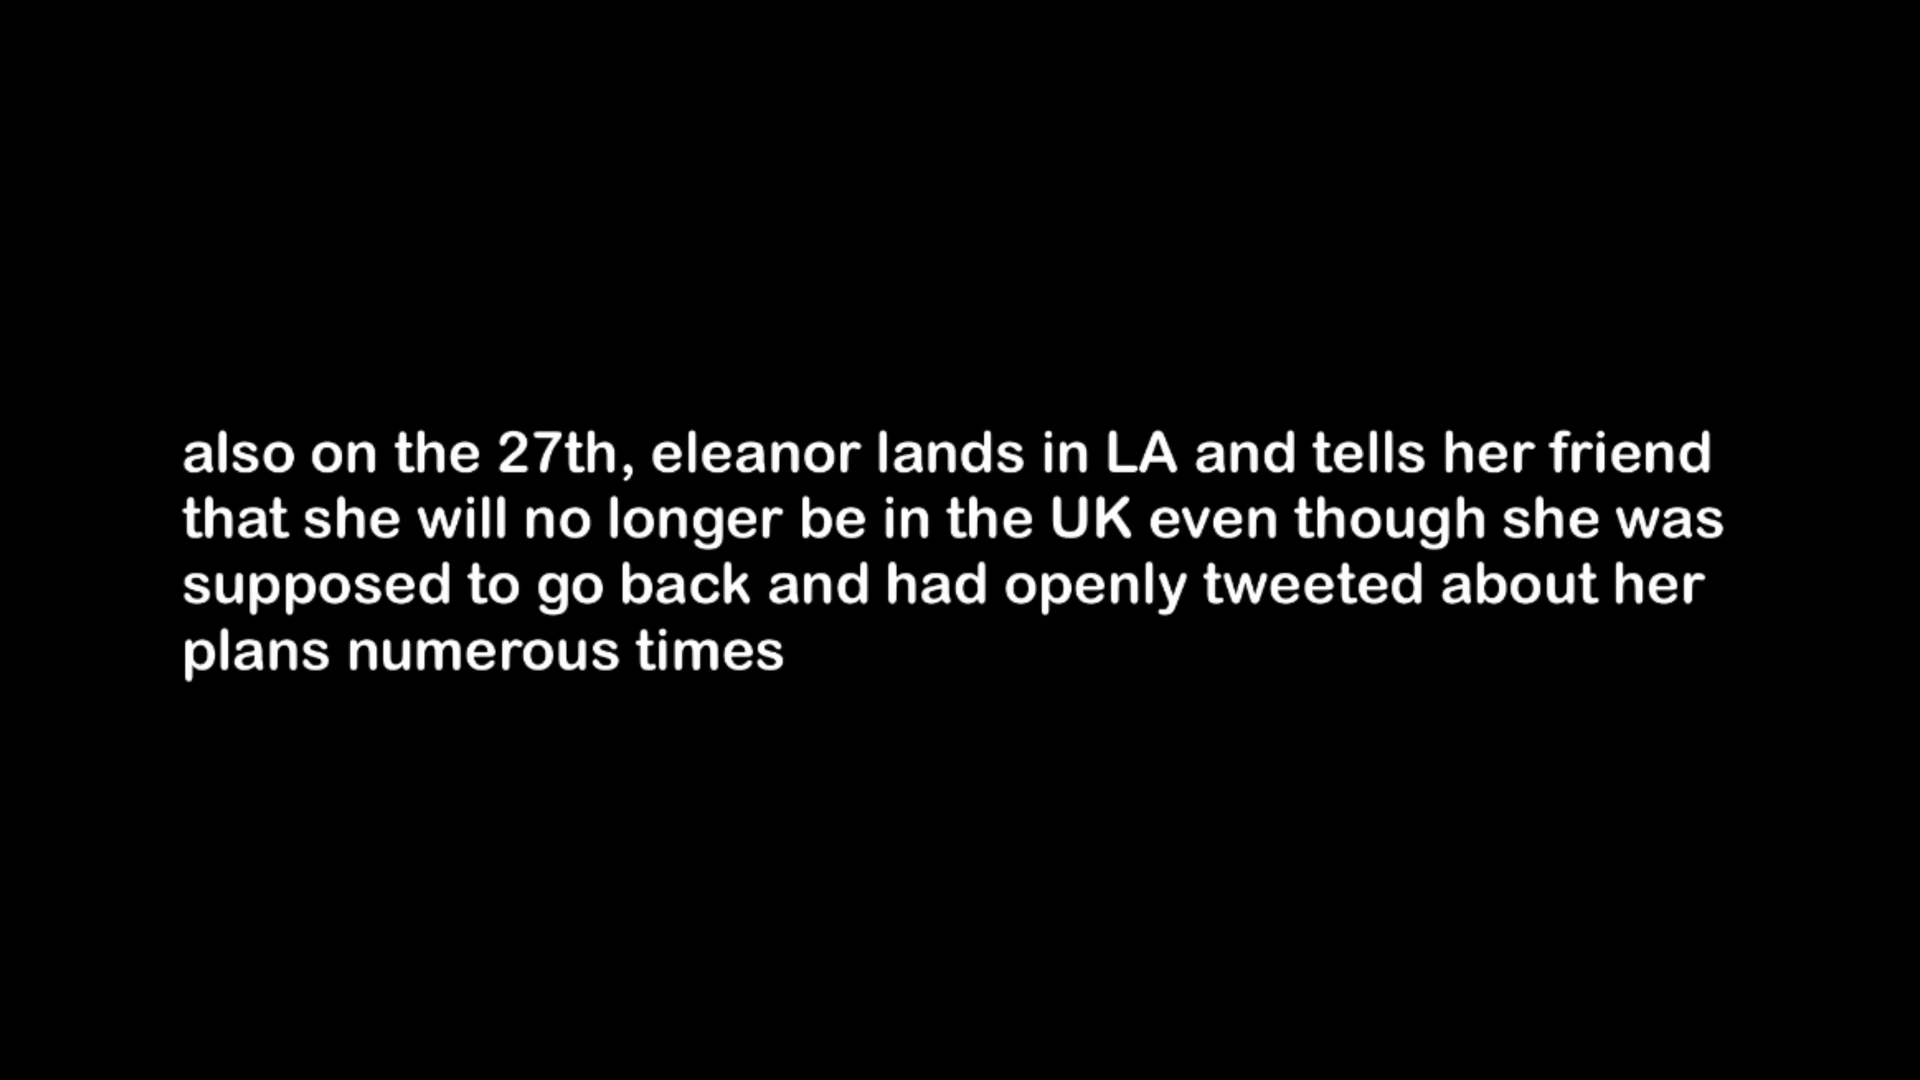 also on the 27th, eleanor lands in LA and tells her friend
that she will no longer be in the UK even though she was
supposed to go back and had openly tweeted about her
plans numerous times